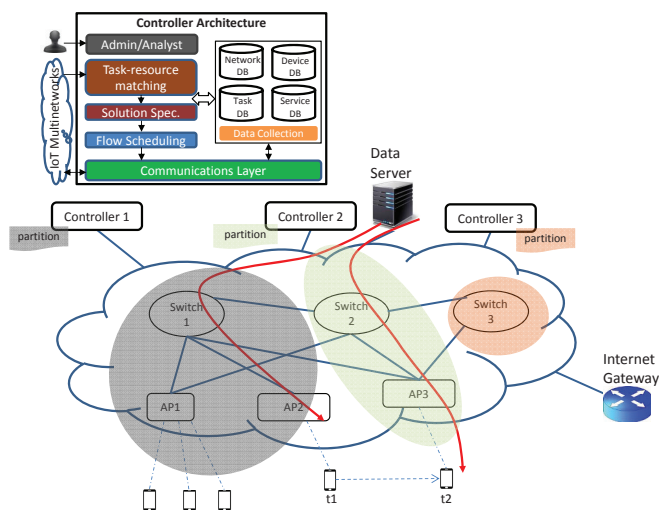 Controller Architecture
Admin/Analyst
Task-resource
matching
Solution Spec.
Flow Scheduling
Communications Layer
Network
DB
Device
DB
Task
DB
Service
DB
Data Collection
IoT Multinetworks
Data
Server
Controller 1
Controller 2
Controller 3
partition
partition
partition
Switch
1
Switch
2
Switch
3
Internet
Gateway
AP1
AP2
AP3
t1
t2